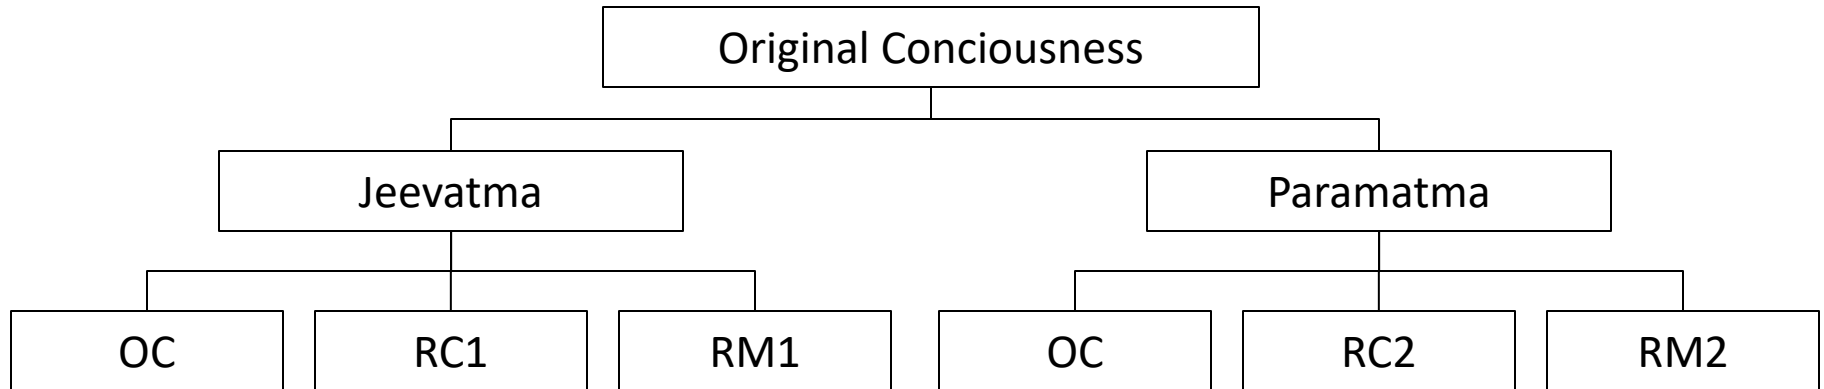 Original Conciousness
Jeevatma
Paramatma
OC
RC1
RM1
OC
RC2
RM2